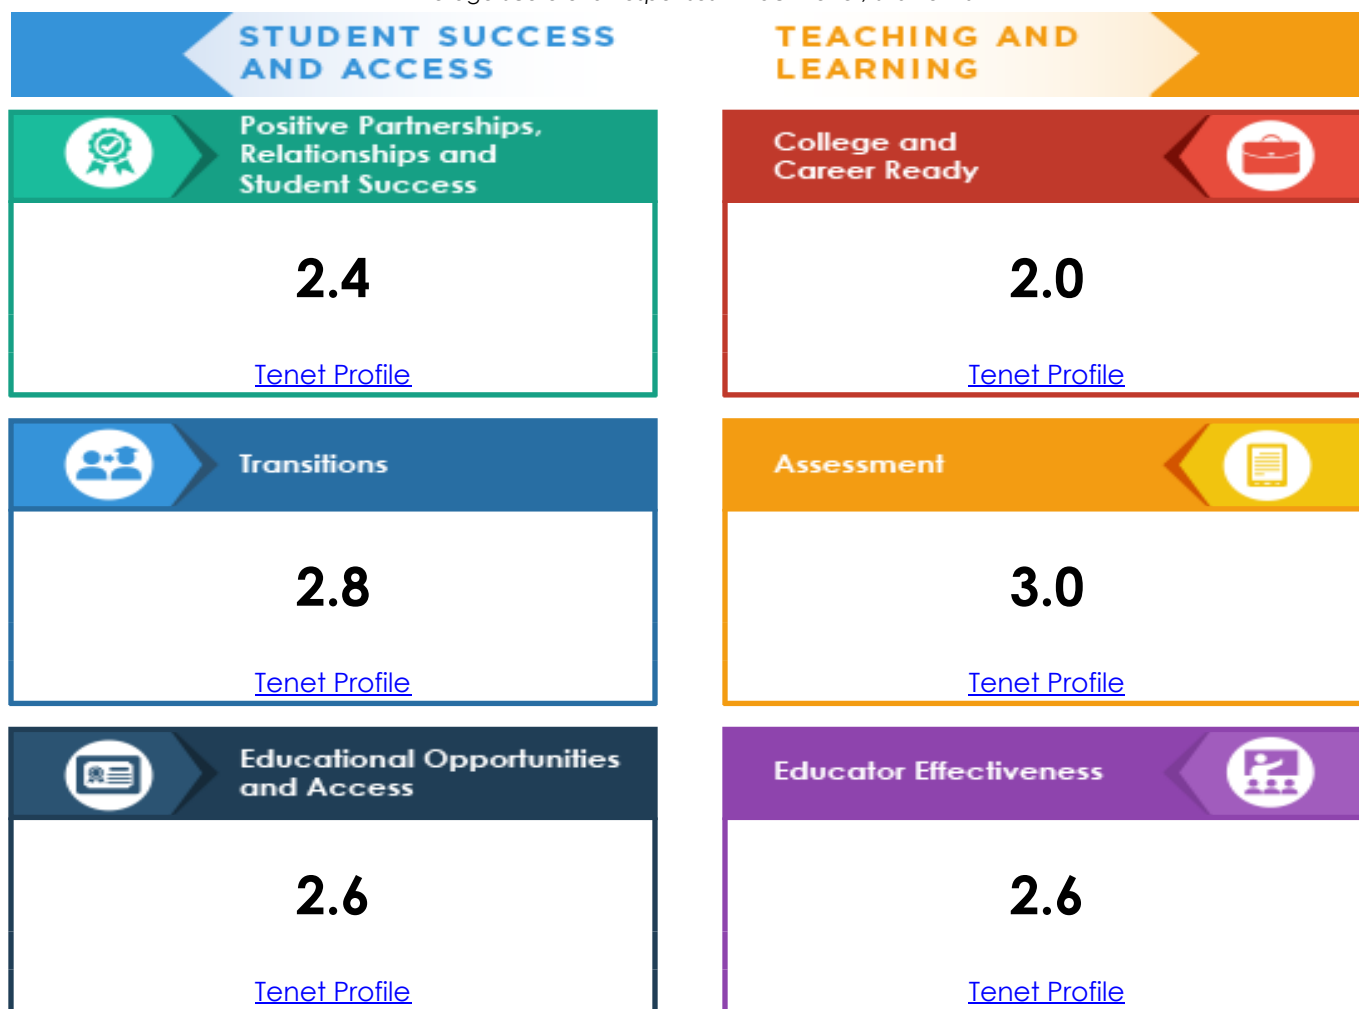 STUDENT SUCCESS
AND ACCESS
TEACHING AND
LEARNING
Positive Partnerships,
Relationships and
Student Success
2.4
Tenet Profile
College and
Career Ready
2.0
Tenet Profile
Transitions
2.8
Tenet Profile
Assessment
3.0
Tenet Profile
Educational Opportunities
and Access
2.6
Tenet Profile
Educator Effectiveness
2.6
Tenet Profile